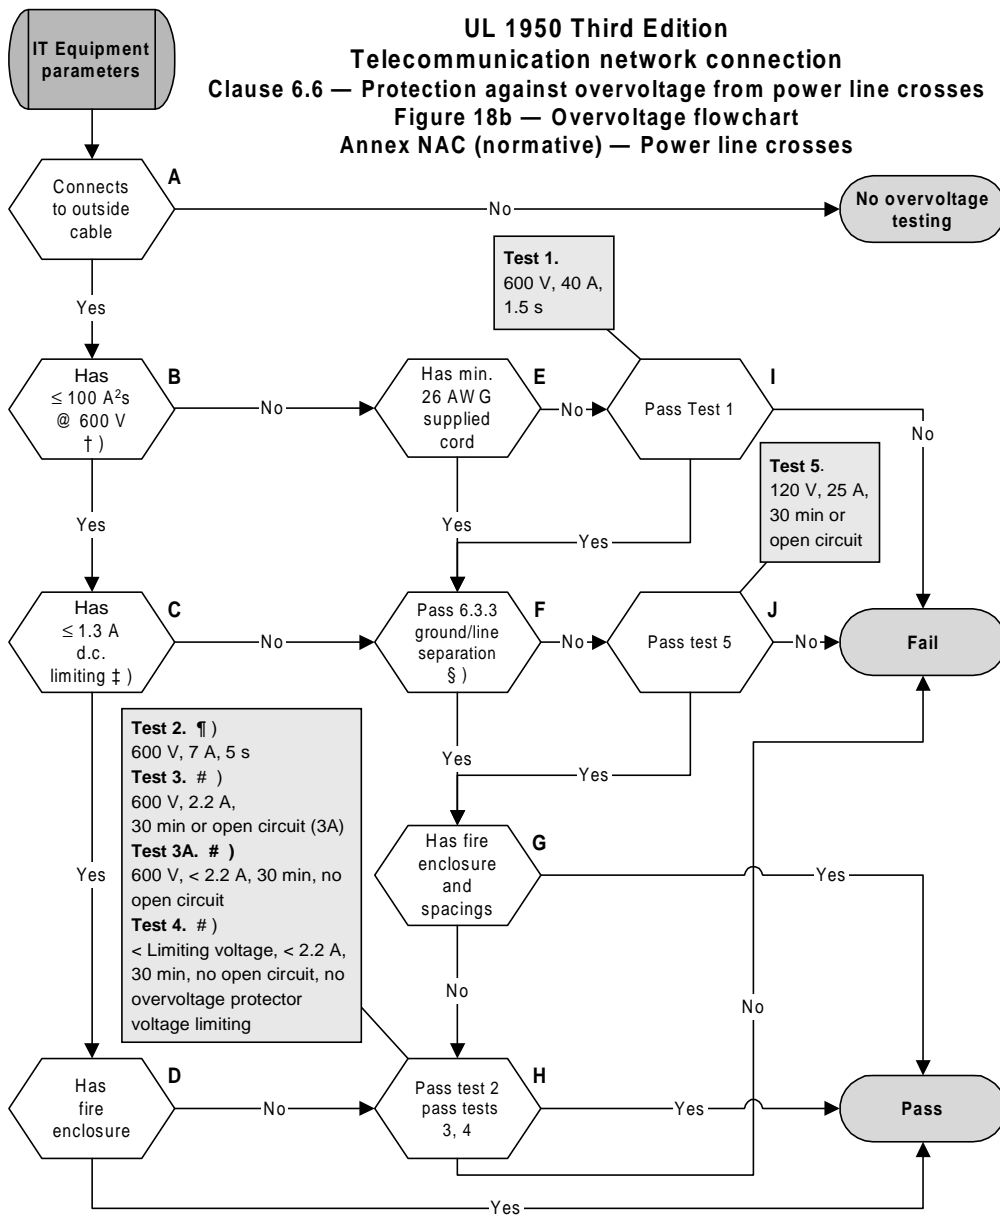 IT Equipment
parameters
UL 1950 Third Edition
Telecommunication network connection
Clause 6.6 — Protection against overvoltage from power line crosses
Figure 18b — Overvoltage flowchart
Annex NAC (normative) — Power line crosses
Connects
to outside
cable
A
No
No overvoltage
testing
Yes
Test 1.
600 V, 40 A,
1.5 s
Has
≤ 100 A²s
@ 600 V
† )
B
No
Has min.
26 AW G
supplied
cord
E
No
Pass Test 1
I
No
Yes
Yes
Yes
Test 5.
120 V, 25 A,
30 min or
open circuit
Has
≤ 1.3 A
d.c.
limiting ‡ )
C
No
Pass 6.3.3
ground/line
separation
§ )
F
No
Pass test 5
J
No
Fail
Test 2. ¶ )
600 V, 7 A, 5 s
Test 3. # )
600 V, 2.2 A,
30 min or open circuit (3A)
Test 3A. # )
600 V, < 2.2 A, 30 min, no
open circuit
Test 4. # )
< Limiting voltage, < 2.2 A,
30 min, no open circuit, no
overvoltage protector
voltage limiting
Yes
Yes
Yes
Has fire
enclosure
and
spacings
G
Yes
No
No
Has
fire
enclosure
D
No
Pass test 2
pass tests
3, 4
H
Yes
Pass
Yes